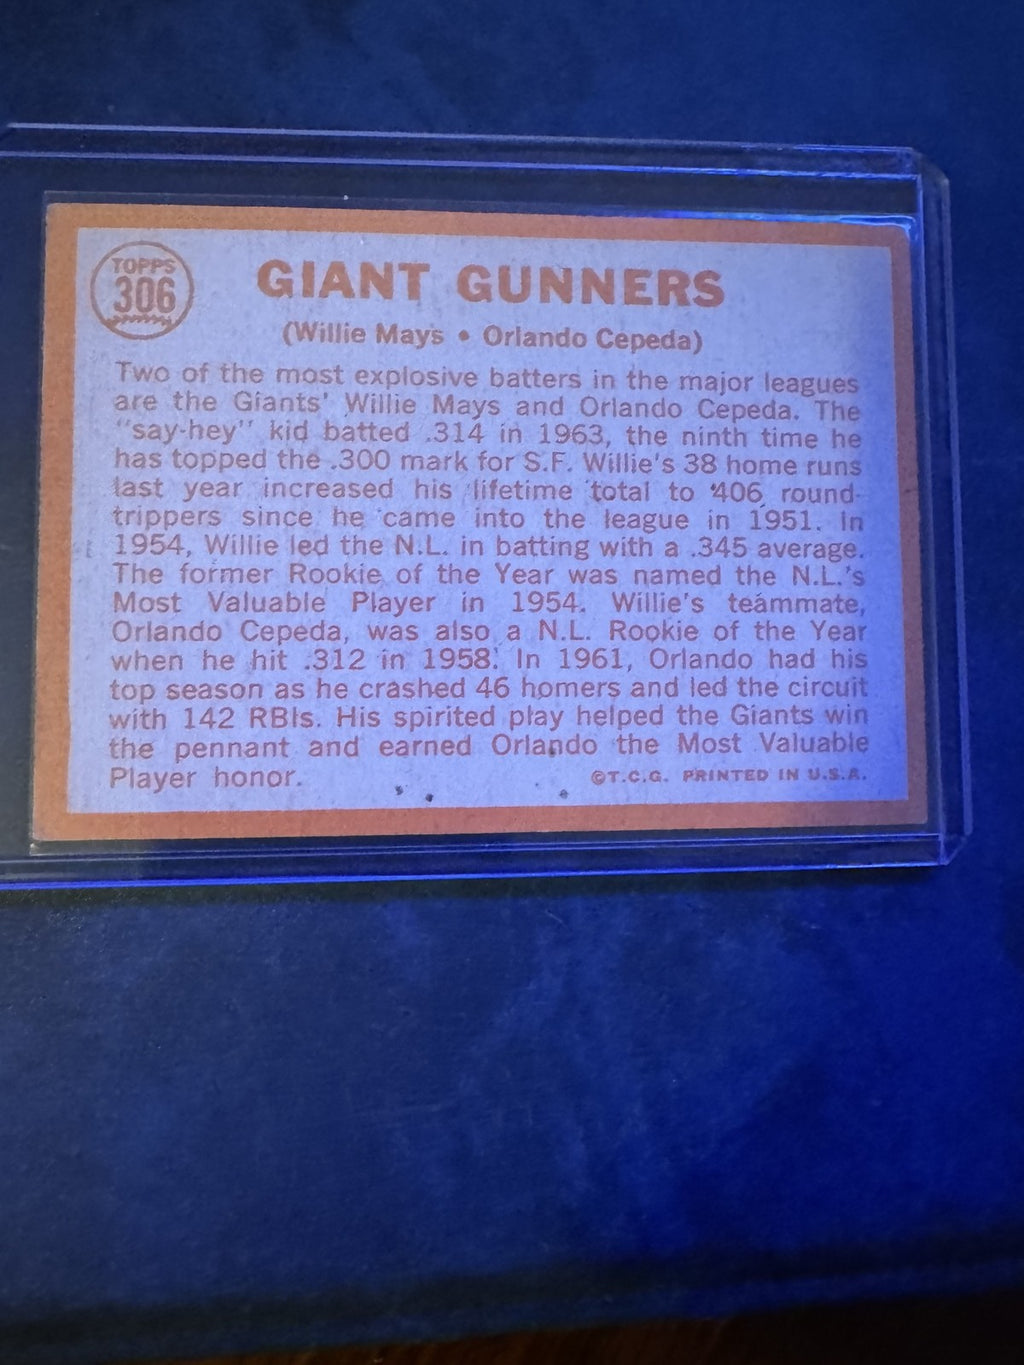 TOPPS
306
GIANT GUNNERS
(Willie Mays • Orlando Cepeda)
Two of the most explosive batters in the major leagues
are the Giants' Willie Mays and Orlando Cepeda. The
"say-hey" kid batted .314 in 1963, the ninth time he
has topped the .300 mark for S.F. Willie's 38 home runs
last year increased his lifetime total to 406 round-
trippers since he came into the league in 1951. In
1954, Willie led the N.L. in batting with a .345 average.
The former Rookie of the Year was named the N.L.'s
Most Valuable Player in 1954. Willie's teammate,
Orlando Cepeda, was also a N.L. Rookie of the Year
when he hit .312 in 1958. In 1961, Orlando had his
top season as he crashed 46 homers and led the circuit
with 142 RBIs. His spirited play helped the Giants win
the pennant and earned Orlando the Most Valuable
Player honor.
©T.C.G. PRINTED IN U.S.A.